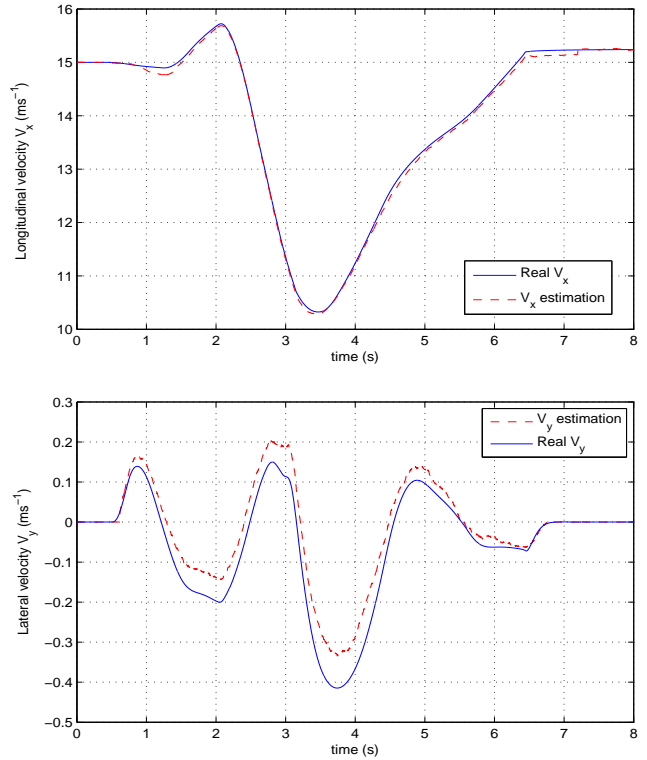 16
15
14
13
12
11
10
Longitudinal velocity V_x (ms⁻¹)
Real V_x
V_x estimation
0 1 2 3 4 5 6 7 8
time (s)
0.3
0.2
0.1
0
−0.1
−0.2
−0.3
−0.4
−0.5
Lateral velocity V_y (ms⁻¹)
V_y estimation
Real V_y
0 1 2 3 4 5 6 7 8
time (s)